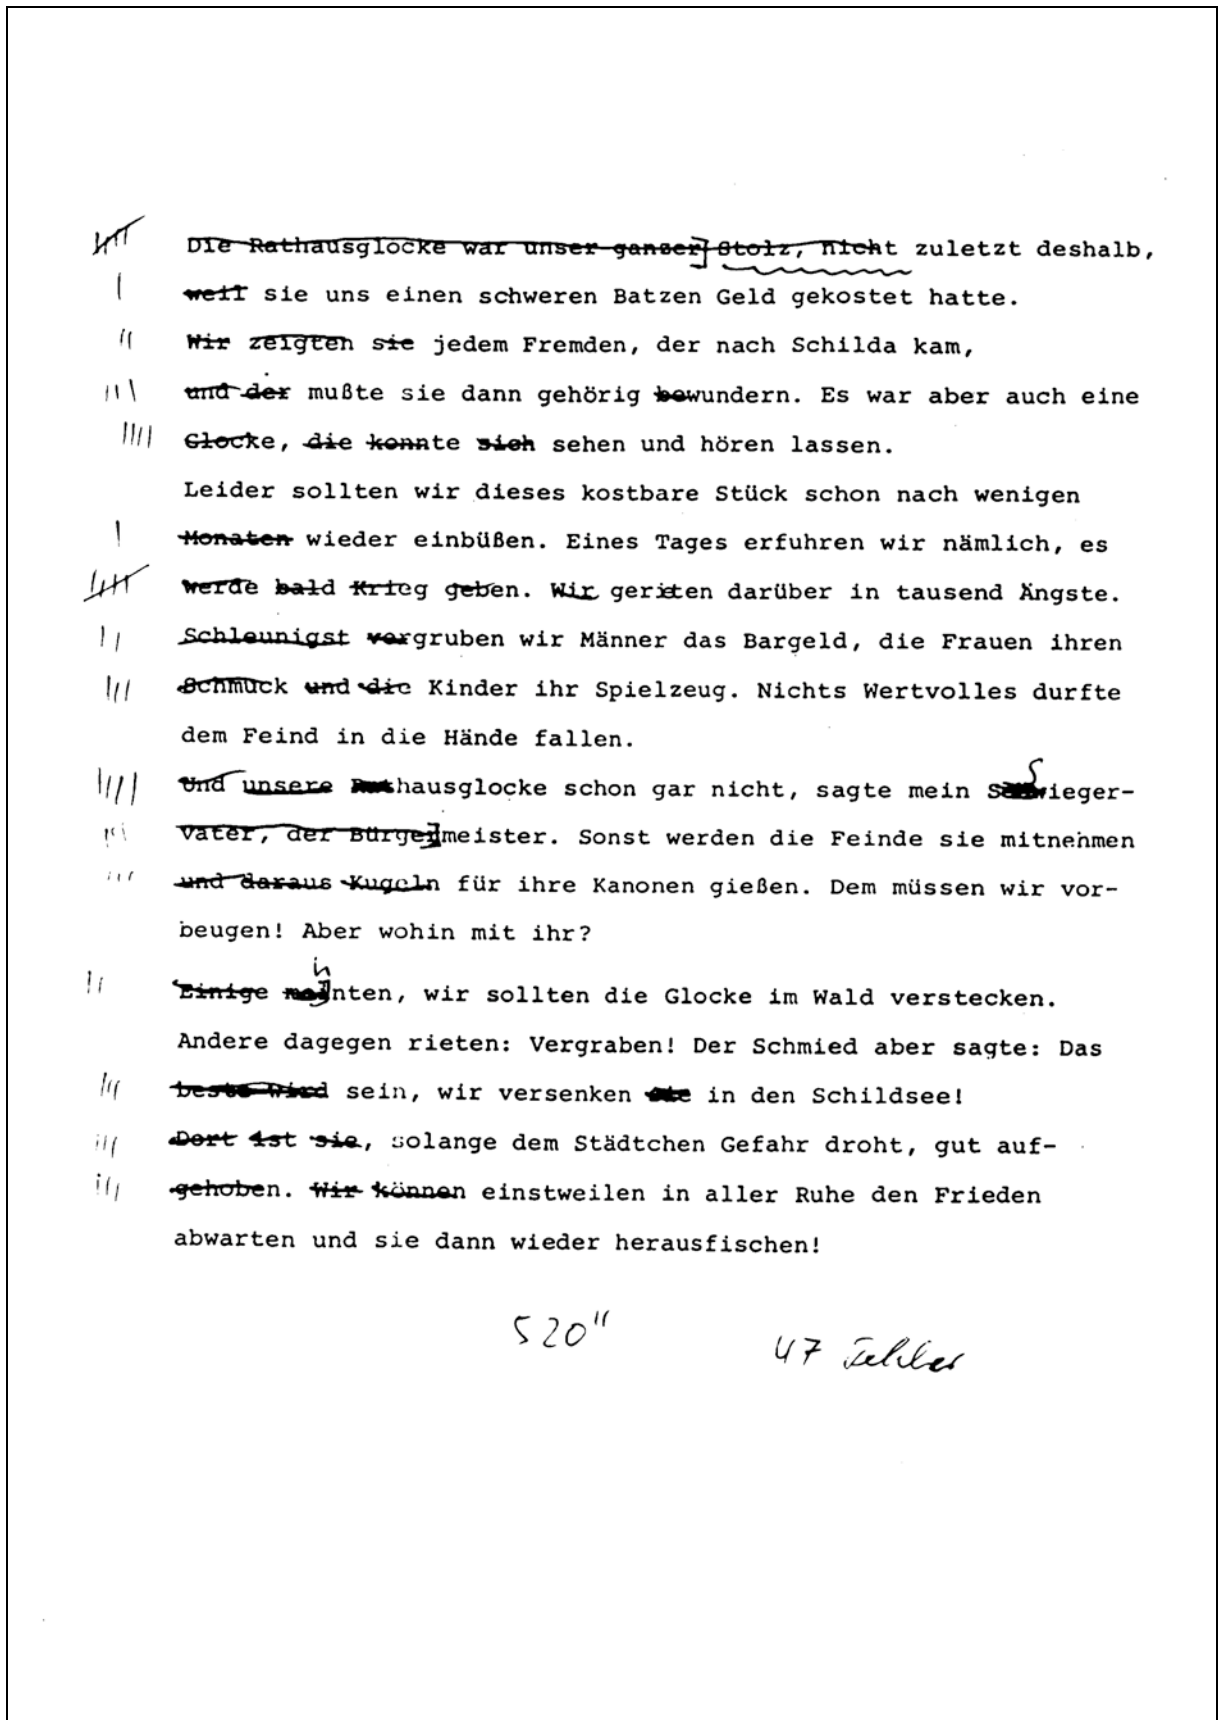 Die Rathausglocke war unser ganzer Stolz, nicht zuletzt deshalb,
weil sie uns einen schweren Batzen Geld gekostet hatte.
Wir zeigten sie jedem Fremden, der nach Schilda kam,
und der mußte sie dann gehörig bewundern. Es war aber auch eine
Glocke, die konnte sich sehen und hören lassen.
Leider sollten wir dieses kostbare Stück schon nach wenigen
Monaten wieder einbüßen. Eines Tages erfuhren wir nämlich, es
werde bald Krieg geben. Wir gerieten darüber in tausend Ängste.
Schleunigst vergruben wir Männer das Bargeld, die Frauen ihren
Schmuck und die Kinder ihr Spielzeug. Nichts Wertvolles durfte
dem Feind in die Hände fallen.
Und unsere Rathausglocke schon gar nicht, sagte mein Schwieger-
vater, der Bürgermeister. Sonst werden die Feinde sie mitnehmen
und daraus Kugeln für ihre Kanonen gießen. Dem müssen wir vor-
beugen! Aber wohin mit ihr?
Einige meinten, wir sollten die Glocke im Wald verstecken.
Andere dagegen rieten: Vergraben! Der Schmied aber sagte: Das
beste wird sein, wir versenken sie in den Schildsee!
Dort ist sie, solange dem Städtchen Gefahr droht, gut auf-
gehoben. Wir können einstweilen in aller Ruhe den Frieden
abwarten und sie dann wieder herausfischen!
520" 47 Fehler